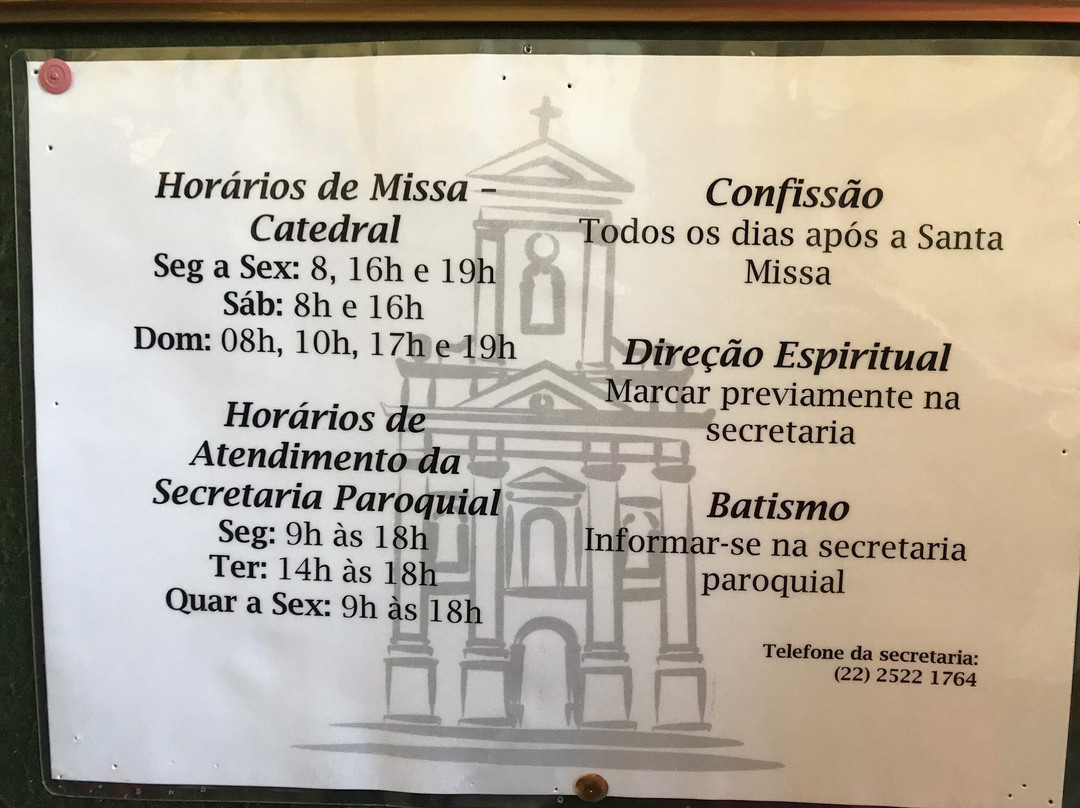 Horários de Missa –
Catedral
Seg a Sex: 8, 16h e 19h
Sáb: 8h e 16h
Dom: 08h, 10h, 17h e 19h
Horários de
Atendimento da
Secretaria Paroquial
Seg: 9h às 18h
Ter: 14h às 18h
Quar a Sex: 9h às 18h
Confissão
Todos os dias após a Santa
Missa
Direção Espiritual
Marcar previamente na
secretaria
Batismo
Informar-se na secretaria
paroquial
Telefone da secretaria:
(22) 2522 1764